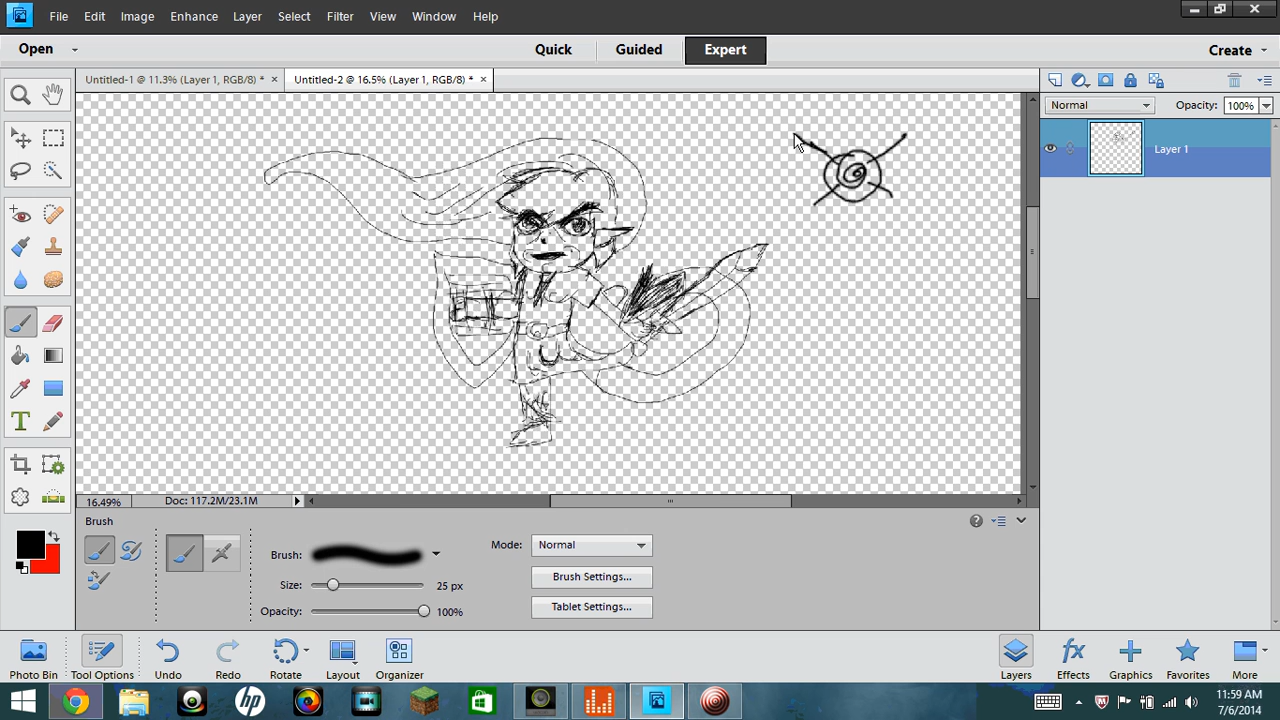 File Edit Image Enhance Layer Select Filter View Window Help
Open Quick Guided Expert Create
Untitled-1 @ 11.3% (Layer 1, RGB/8) * × Untitled-2 @ 16.5% (Layer 1, RGB/8) * ×
Normal Opacity: 100%
Layer 1
T
16.49% Doc: 117.2M/23.1M
Brush
Brush: Mode: Normal
Size: 25 px Brush Settings...
Opacity: 100% Tablet Settings...
Photo Bin Tool Options Undo Redo Rotate Layout Organizer Layers Effects Graphics Favorites More
fx
hp
11:59 AM
7/6/2014